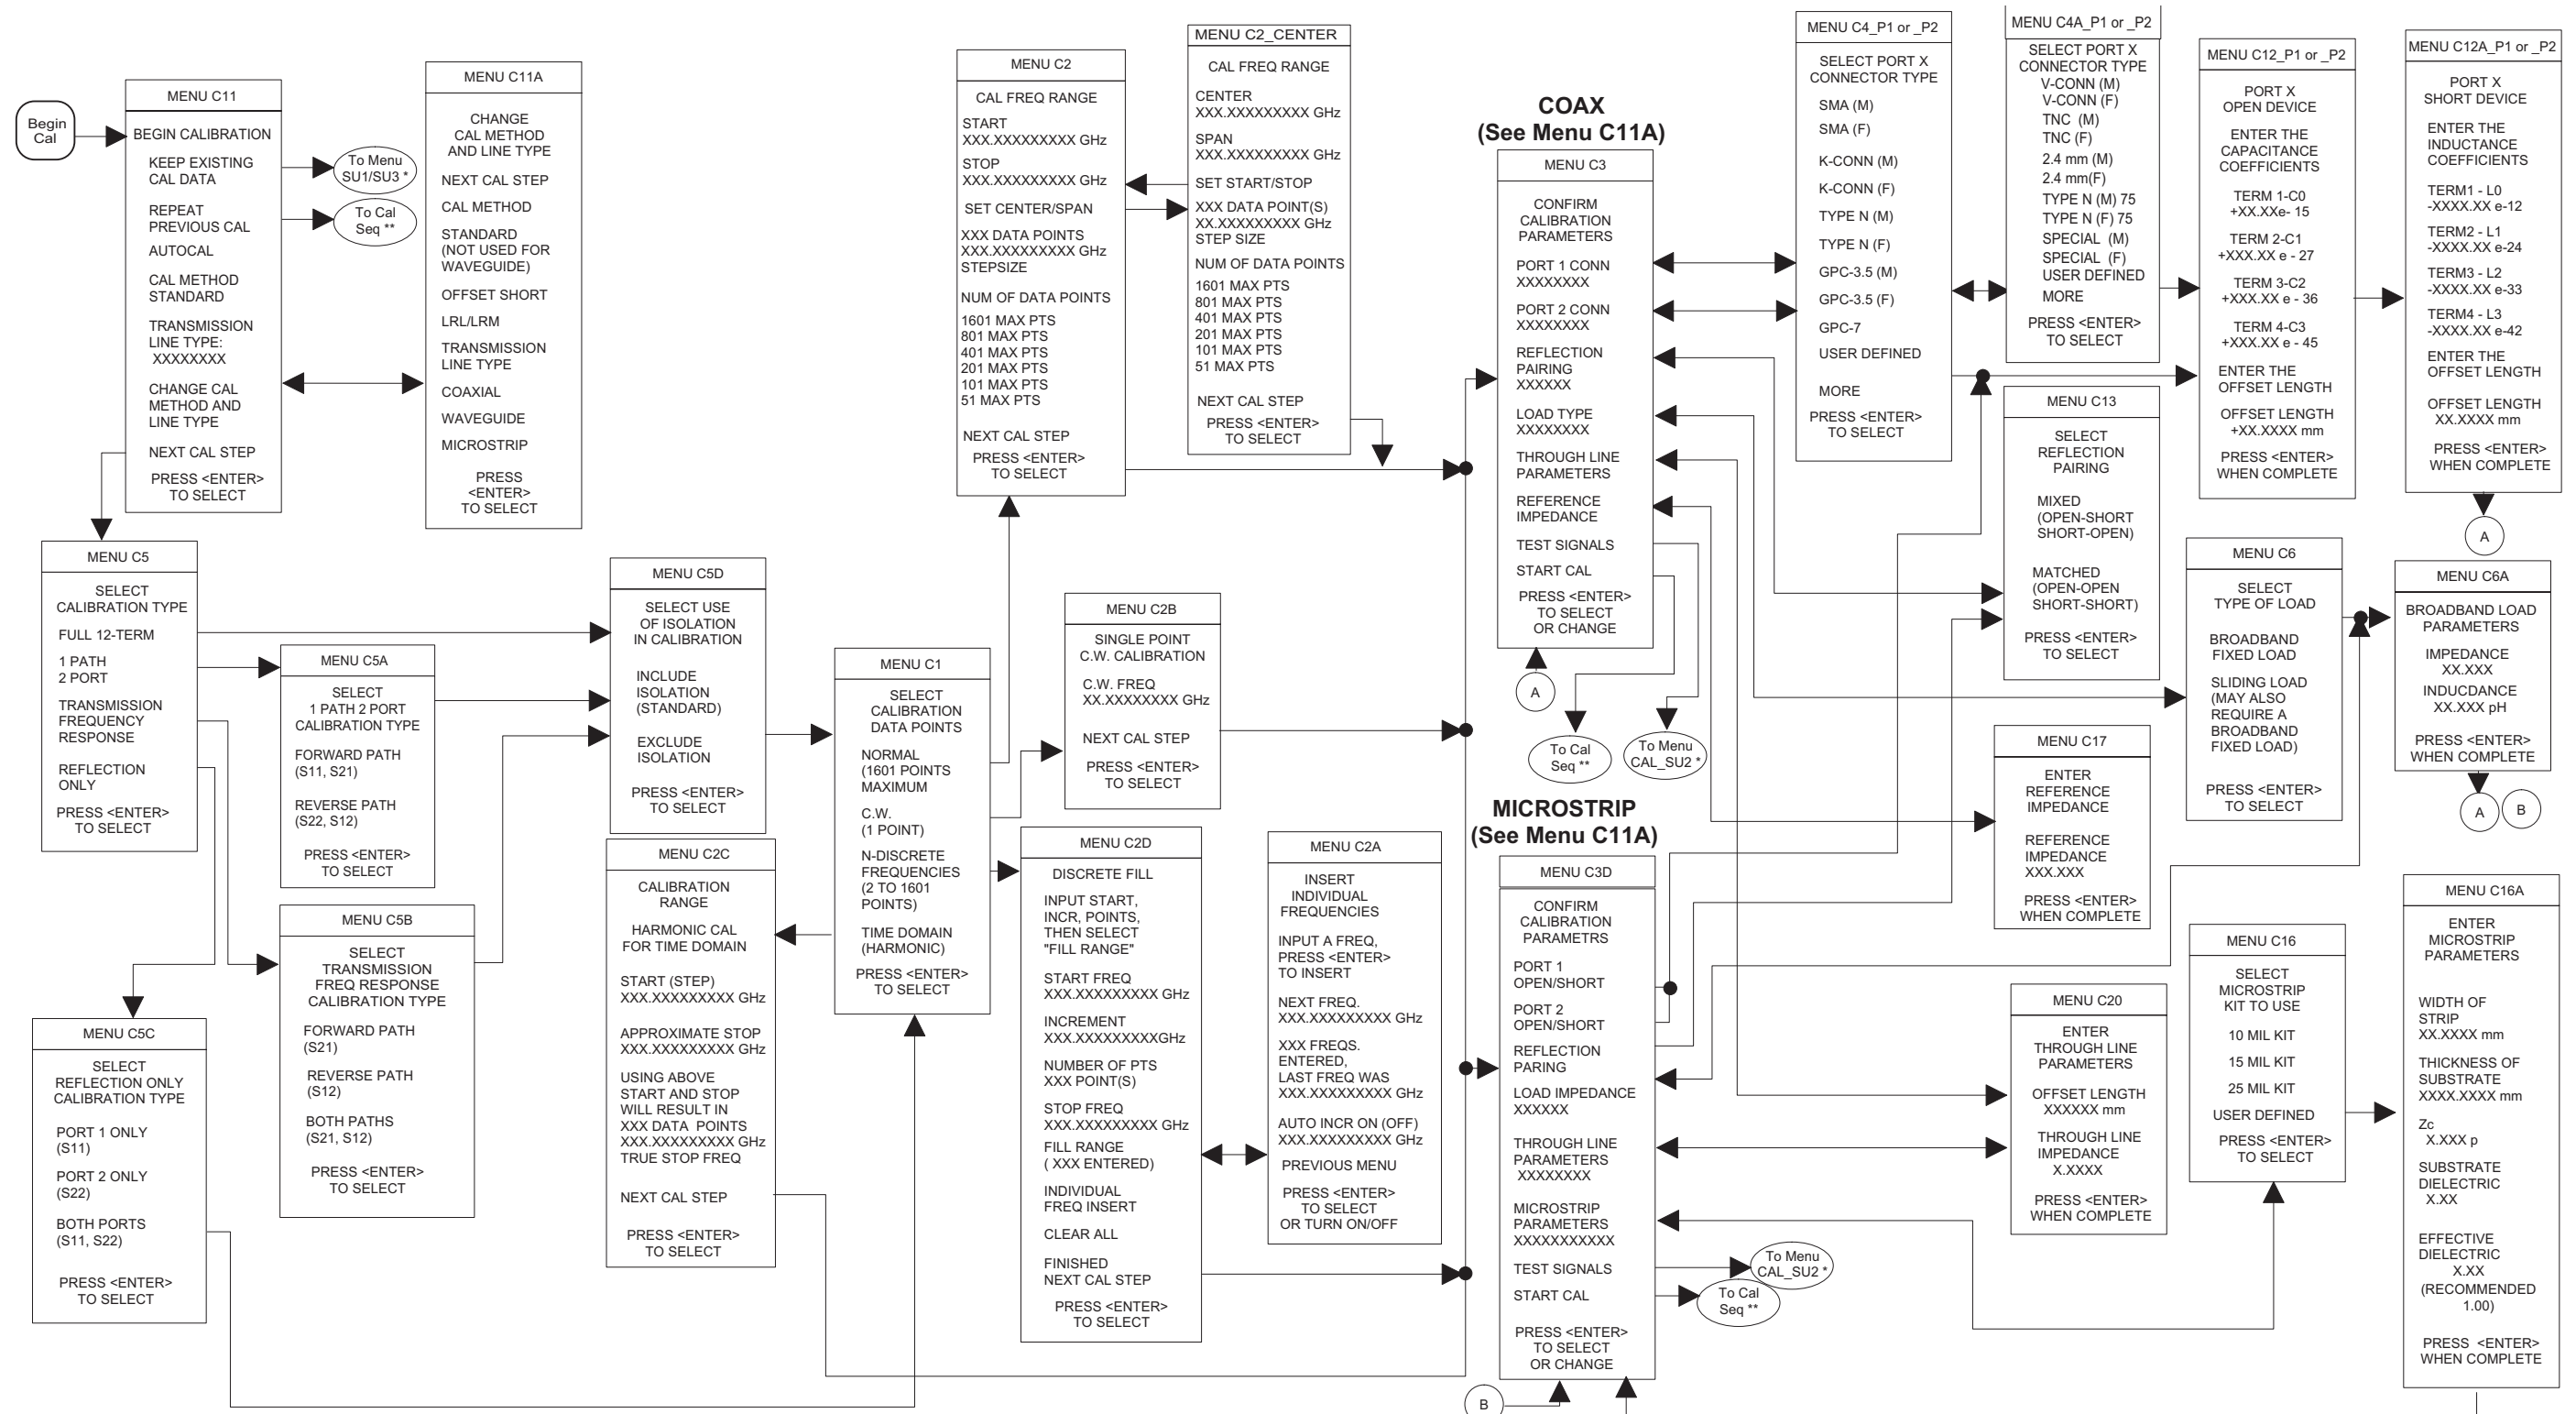 Begin
Cal
MENU C11
BEGIN CALIBRATION
KEEP EXISTING
CAL DATA
REPEAT
PREVIOUS CAL
AUTOCAL
CAL METHOD
STANDARD
TRANSMISSION
LINE TYPE:
XXXXXXXX
CHANGE CAL
METHOD AND
LINE TYPE
NEXT CAL STEP
PRESS <ENTER>
TO SELECT
To Menu
SU1/SU3 *
To Cal
Seq **
MENU C11A
CHANGE
CAL METHOD
AND LINE TYPE
NEXT CAL STEP
CAL METHOD
STANDARD
(NOT USED FOR
WAVEGUIDE)
OFFSET SHORT
LRL/LRM
TRANSMISSION
LINE TYPE
COAXIAL
WAVEGUIDE
MICROSTRIP
PRESS
<ENTER>
TO SELECT
MENU C5
SELECT
CALIBRATION TYPE
FULL 12-TERM
1 PATH
2 PORT
TRANSMISSION
FREQUENCY
RESPONSE
REFLECTION
ONLY
PRESS <ENTER>
TO SELECT
MENU C5A
SELECT
1 PATH 2 PORT
CALIBRATION TYPE
FORWARD PATH
(S11, S21)
REVERSE PATH
(S22, S12)
PRESS <ENTER>
TO SELECT
MENU C5B
SELECT
TRANSMISSION
FREQ RESPONSE
CALIBRATION TYPE
FORWARD PATH
(S21)
REVERSE PATH
(S12)
BOTH PATHS
(S21, S12)
PRESS <ENTER>
TO SELECT
MENU C5C
SELECT
REFLECTION ONLY
CALIBRATION TYPE
PORT 1 ONLY
(S11)
PORT 2 ONLY
(S22)
BOTH PORTS
(S11, S22)
PRESS <ENTER>
TO SELECT
MENU C5D
SELECT USE
OF ISOLATION
IN CALIBRATION
INCLUDE
ISOLATION
(STANDARD)
EXCLUDE
ISOLATION
PRESS <ENTER>
TO SELECT
MENU C2C
CALIBRATION
RANGE
HARMONIC CAL
FOR TIME DOMAIN
START (STEP)
XXX.XXXXXXXXX GHz
APPROXIMATE STOP
XXX.XXXXXXXXX GHz
USING ABOVE
START AND STOP
WILL RESULT IN
XXX DATA POINTS
XXX.XXXXXXXXX GHz
TRUE STOP FREQ
NEXT CAL STEP
PRESS <ENTER>
TO SELECT
MENU C1
SELECT
CALIBRATION
DATA POINTS
NORMAL
(1601 POINTS
MAXIMUM
C.W.
(1 POINT)
N-DISCRETE
FREQUENCIES
(2 TO 1601
POINTS)
TIME DOMAIN
(HARMONIC)
PRESS <ENTER>
TO SELECT
MENU C2
CAL FREQ RANGE
START
XXX.XXXXXXXXX GHz
STOP
XXX.XXXXXXXXX GHz
SET CENTER/SPAN
XXX DATA POINTS
XXX.XXXXXXXXX GHz
STEPSIZE
NUM OF DATA POINTS
1601 MAX PTS
801 MAX PTS
401 MAX PTS
201 MAX PTS
101 MAX PTS
51 MAX PTS
NEXT CAL STEP
PRESS <ENTER>
TO SELECT
MENU C2_CENTER
CAL FREQ RANGE
CENTER
XXX.XXXXXXXXX GHz
SPAN
XXX.XXXXXXXXX GHz
SET START/STOP
XXX DATA POINT(S)
XX.XXXXXXXXX GHz
STEP SIZE
NUM OF DATA POINTS
1601 MAX PTS
801 MAX PTS
401 MAX PTS
201 MAX PTS
101 MAX PTS
51 MAX PTS
NEXT CAL STEP
PRESS <ENTER>
TO SELECT
MENU C2B
SINGLE POINT
C.W. CALIBRATION
C.W. FREQ
XX.XXXXXXXX GHz
NEXT CAL STEP
PRESS <ENTER>
TO SELECT
MENU C2D
DISCRETE FILL
INPUT START,
INCR, POINTS,
THEN SELECT
"FILL RANGE"
START FREQ
XXX.XXXXXXXXX GHz
INCREMENT
XXX.XXXXXXXXXGHz
NUMBER OF PTS
XXX POINT(S)
STOP FREQ
XXX.XXXXXXXXX GHz
FILL RANGE
( XXX ENTERED)
INDIVIDUAL
FREQ INSERT
CLEAR ALL
FINISHED
NEXT CAL STEP
PRESS <ENTER>
TO SELECT
MENU C2A
INSERT
INDIVIDUAL
FREQUENCIES
INPUT A FREQ,
PRESS <ENTER>
TO INSERT
NEXT FREQ.
XXX.XXXXXXXXX GHz
XXX FREQS.
ENTERED,
LAST FREQ WAS
XXX.XXXXXXXXX GHz
AUTO INCR ON (OFF)
XXX.XXXXXXXXX GHz
PREVIOUS MENU
PRESS <ENTER>
TO SELECT
OR TURN ON/OFF
COAX
(See Menu C11A)
MENU C3
CONFIRM
CALIBRATION
PARAMETERS
PORT 1 CONN
XXXXXXXX
PORT 2 CONN
XXXXXXXX
REFLECTION
PAIRING
XXXXXX
LOAD TYPE
XXXXXXXX
THROUGH LINE
PARAMETERS
REFERENCE
IMPEDANCE
TEST SIGNALS
START CAL
PRESS <ENTER>
TO SELECT
OR CHANGE
A
To Cal
Seq **
To Menu
CAL_SU2 *
MICROSTRIP
(See Menu C11A)
MENU C3D
CONFIRM
CALIBRATION
PARAMETRS
PORT 1
OPEN/SHORT
PORT 2
OPEN/SHORT
REFLECTION
PARING
LOAD IMPEDANCE
XXXXXX
THROUGH LINE
PARAMETERS
XXXXXXXX
MICROSTRIP
PARAMETERS
XXXXXXXXXXX
TEST SIGNALS
START CAL
PRESS <ENTER>
TO SELECT
OR CHANGE
B
To Menu
CAL_SU2 *
To Cal
Seq **
MENU C4_P1 or _P2
SELECT PORT X
CONNECTOR TYPE
SMA (M)
SMA (F)
K-CONN (M)
K-CONN (F)
TYPE N (M)
TYPE N (F)
GPC-3.5 (M)
GPC-3.5 (F)
GPC-7
USER DEFINED
MORE
PRESS <ENTER>
TO SELECT
MENU C4A_P1 or _P2
SELECT PORT X
CONNECTOR TYPE
V-CONN (M)
V-CONN (F)
TNC (M)
TNC (F)
2.4 mm (M)
2.4 mm(F)
TYPE N (M) 75
TYPE N (F) 75
SPECIAL (M)
SPECIAL (F)
USER DEFINED
MORE
PRESS <ENTER>
TO SELECT
MENU C13
SELECT
REFLECTION
PAIRING
MIXED
(OPEN-SHORT
SHORT-OPEN)
MATCHED
(OPEN-OPEN
SHORT-SHORT)
PRESS <ENTER>
TO SELECT
MENU C17
ENTER
REFERENCE
IMPEDANCE
REFERENCE
IMPEDANCE
XXX.XXX
PRESS <ENTER>
WHEN COMPLETE
MENU C20
ENTER
THROUGH LINE
PARAMETERS
OFFSET LENGTH
XXXXXX mm
THROUGH LINE
IMPEDANCE
X.XXXX
PRESS <ENTER>
WHEN COMPLETE
MENU C12_P1 or _P2
PORT X
OPEN DEVICE
ENTER THE
CAPACITANCE
COEFFICIENTS
TERM 1-C0
+XX.XXe- 15
TERM 2-C1
+XXX.XX e - 27
TERM 3-C2
+XXX.XX e - 36
TERM 4-C3
+XXX.XX e - 45
ENTER THE
OFFSET LENGTH
OFFSET LENGTH
+XX.XXXX mm
PRESS <ENTER>
WHEN COMPLETE
MENU C12A_P1 or _P2
PORT X
SHORT DEVICE
ENTER THE
INDUCTANCE
COEFFICIENTS
TERM1 - L0
-XXXX.XX e-12
TERM2 - L1
-XXXX.XX e-24
TERM3 - L2
-XXXX.XX e-33
TERM4 - L3
-XXXX.XX e-42
ENTER THE
OFFSET LENGTH
OFFSET LENGTH
XX.XXXX mm
PRESS <ENTER>
WHEN COMPLETE
A
MENU C6
SELECT
TYPE OF LOAD
BROADBAND
FIXED LOAD
SLIDING LOAD
(MAY ALSO
REQUIRE A
BROADBAND
FIXED LOAD)
PRESS <ENTER>
TO SELECT
MENU C6A
BROADBAND LOAD
PARAMETERS
IMPEDANCE
XX.XXX
INDUCDANCE
XX.XXX pH
PRESS <ENTER>
WHEN COMPLETE
A
B
MENU C16
SELECT
MICROSTRIP
KIT TO USE
10 MIL KIT
15 MIL KIT
25 MIL KIT
USER DEFINED
PRESS <ENTER>
TO SELECT
MENU C16A
ENTER
MICROSTRIP
PARAMETERS
WIDTH OF
STRIP
XX.XXXX mm
THICKNESS OF
SUBSTRATE
XXXX.XXXX mm
Zc
X.XXX p
SUBSTRATE
DIELECTRIC
X.XX
EFFECTIVE
DIELECTRIC
X.XX
(RECOMMENDED
1.00)
PRESS <ENTER>
WHEN COMPLETE